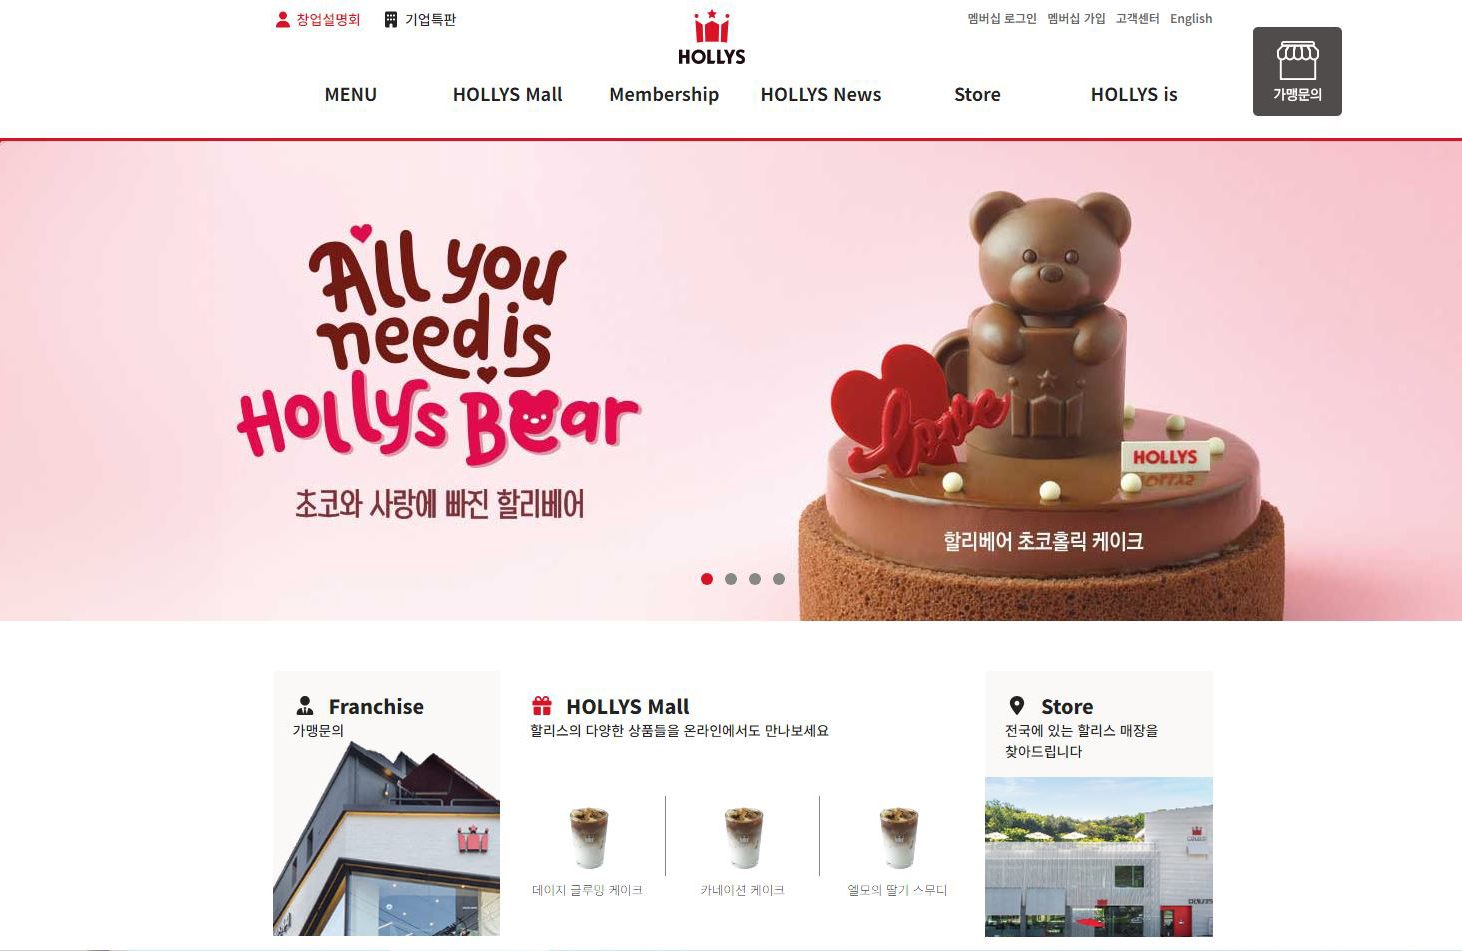 창업설명회 기업특판
HOLLYS
멤버십 로그인 멤버십 가입 고객센터 English
가맹문의
MENU HOLLYS Mall Membership HOLLYS News Store HOLLYS is
All you
need is
Hollys Bear
초코와 사랑에 빠진 할리베어
love
HOLLYS
할리베어 초코홀릭 케이크
Franchise
가맹문의
HOLLYS Mall
할리스의 다양한 상품들을 온라인에서도 만나보세요
데이지 글루밍 케이크
카네이션 케이크
엘모의 딸기 스무디
Store
전국에 있는 할리스 매장을
찾아드립니다